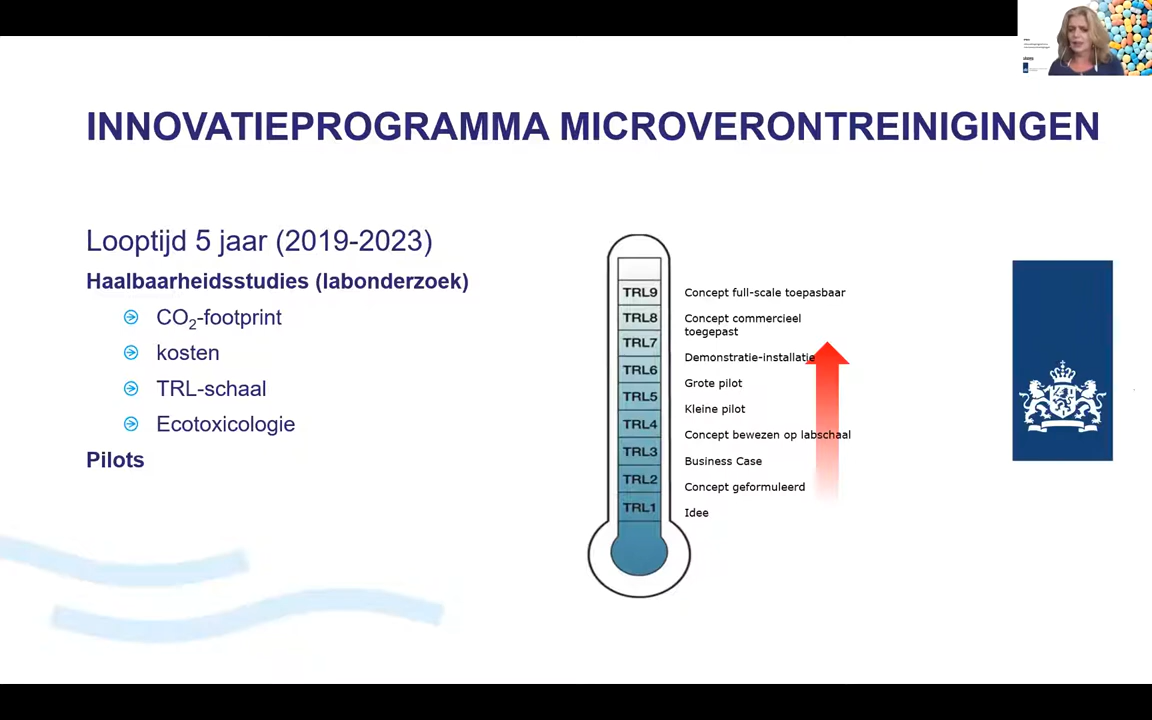 INNOVATIEPROGRAMMA MICROVERONTREINIGINGEN
Looptijd 5 jaar (2019-2023)
Haalbaarheidsstudies (labonderzoek)
CO₂-footprint
kosten
TRL-schaal
Ecotoxicologie
Pilots
TRL9 Concept full-scale toepasbaar
TRL8 Concept commercieel
toegepast
TRL7 Demonstratie-installatie
TRL6 Grote pilot
TRL5 Kleine pilot
TRL4 Concept bewezen op labschaal
TRL3 Business Case
TRL2 Concept geformuleerd
TRL1 Idee